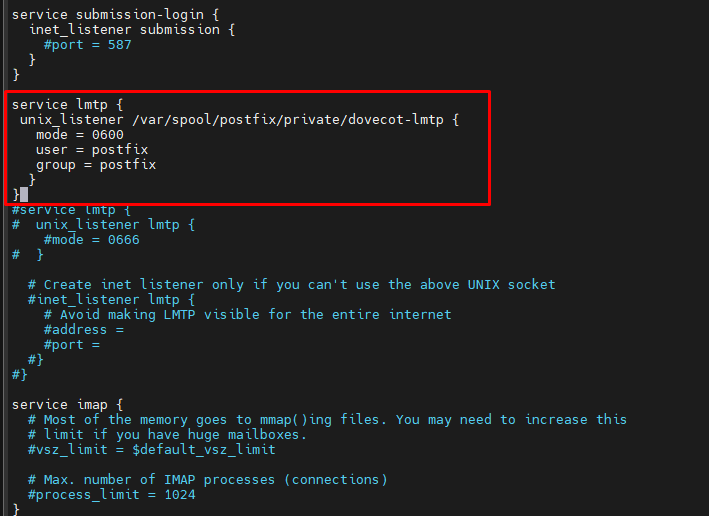 service submission-login {
  inet_listener submission {
    #port = 587
  }
}

service lmtp {
 unix_listener /var/spool/postfix/private/dovecot-lmtp {
   mode = 0600
   user = postfix
   group = postfix
  }
}
#service lmtp {
#  unix_listener lmtp {
    #mode = 0666
#  }

  # Create inet listener only if you can't use the above UNIX socket
  #inet_listener lmtp {
    # Avoid making LMTP visible for the entire internet
    #address =
    #port =
  #}
#}

service imap {
  # Most of the memory goes to mmap()ing files. You may need to increase this
  # limit if you have huge mailboxes.
  #vsz_limit = $default_vsz_limit

  # Max. number of IMAP processes (connections)
  #process_limit = 1024
}